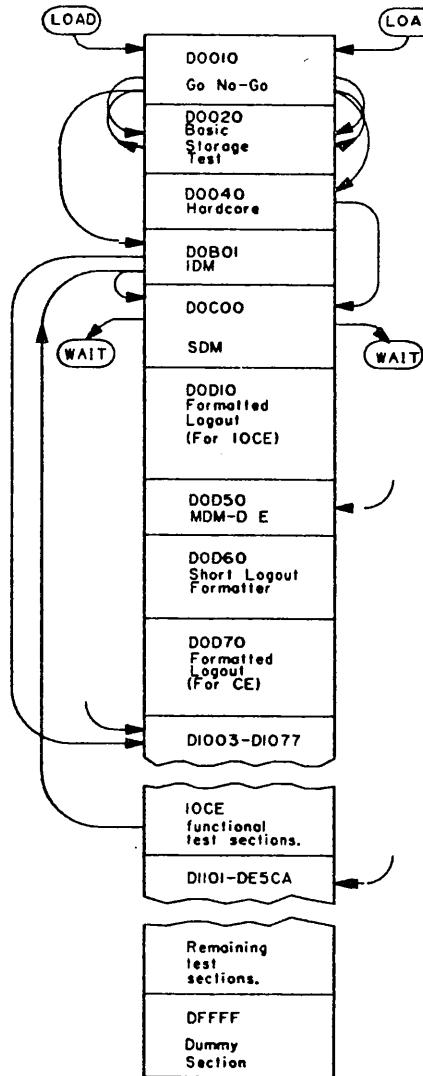 LOAD
LOA
D0010
Go No-Go
D0020
Basic
Storage
Test
D0040
Hardcore
D0B01
IDM
D0C00
SDM
WAIT
WAIT
D0D10
Formatted
Logout
(For IOCE)
D0D50
MDM-D E
D0D60
Short Logout
Formatter
D0D70
Formatted
Logout
(For CE)
D1003-D1077
IOCE
functional
test sections.
D1101-DE5CA
Remaining
test
sections.
DFFFF
Dummy
Section